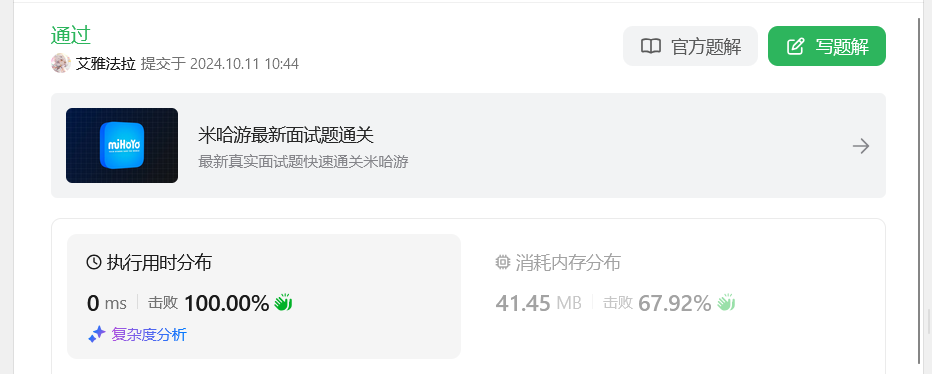 通过
官方题解
写题解
艾雅法拉 提交于 2024.10.11 10:44
miHoYo
米哈游最新面试题通关
最新真实面试题快速通关米哈游
执行用时分布
消耗内存分布
0 ms 击败 100.00%
41.45 MB 击败 67.92%
复杂度分析